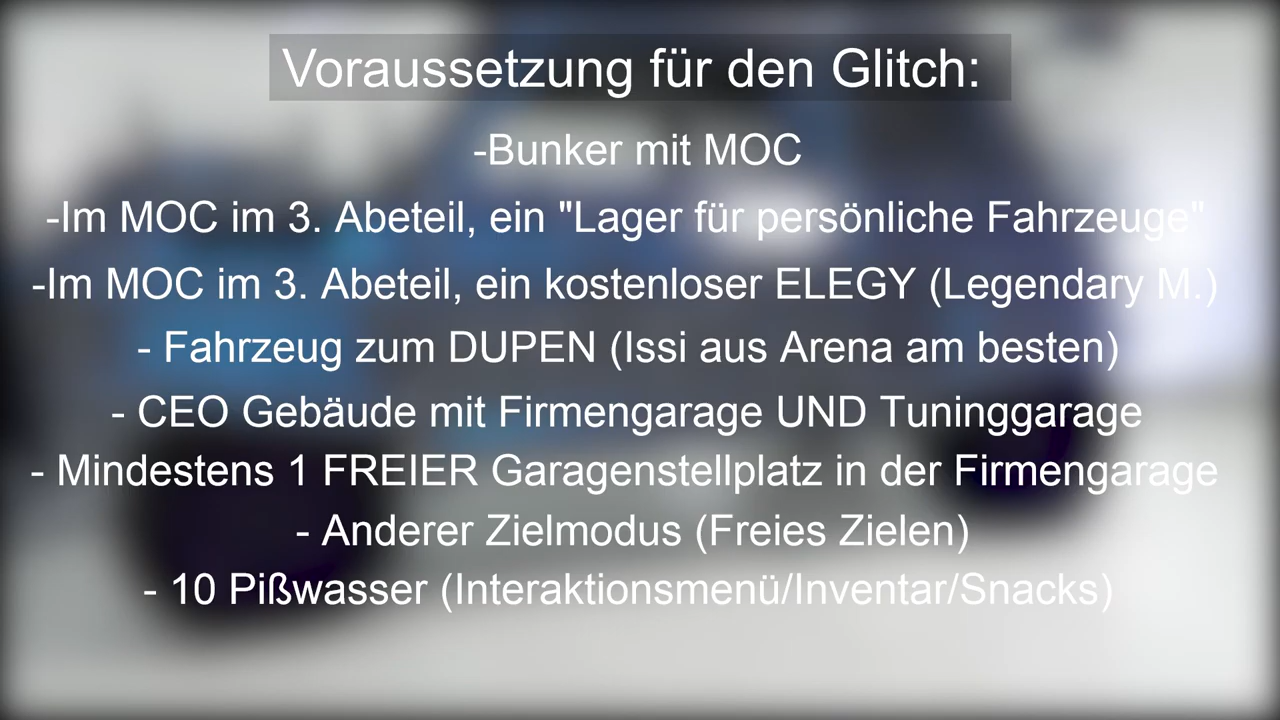 Voraussetzung für den Glitch:
-Bunker mit MOC
-Im MOC im 3. Abeteil, ein "Lager für persönliche Fahrzeuge"
-Im MOC im 3. Abeteil, ein kostenloser ELEGY (Legendary M.)
- Fahrzeug zum DUPEN (Issi aus Arena am besten)
- CEO Gebäude mit Firmengarage UND Tuninggarage
- Mindestens 1 FREIER Garagenstellplatz in der Firmengarage
- Anderer Zielmodus (Freies Zielen)
- 10 Pißwasser (Interaktionsmenü/Inventar/Snacks)